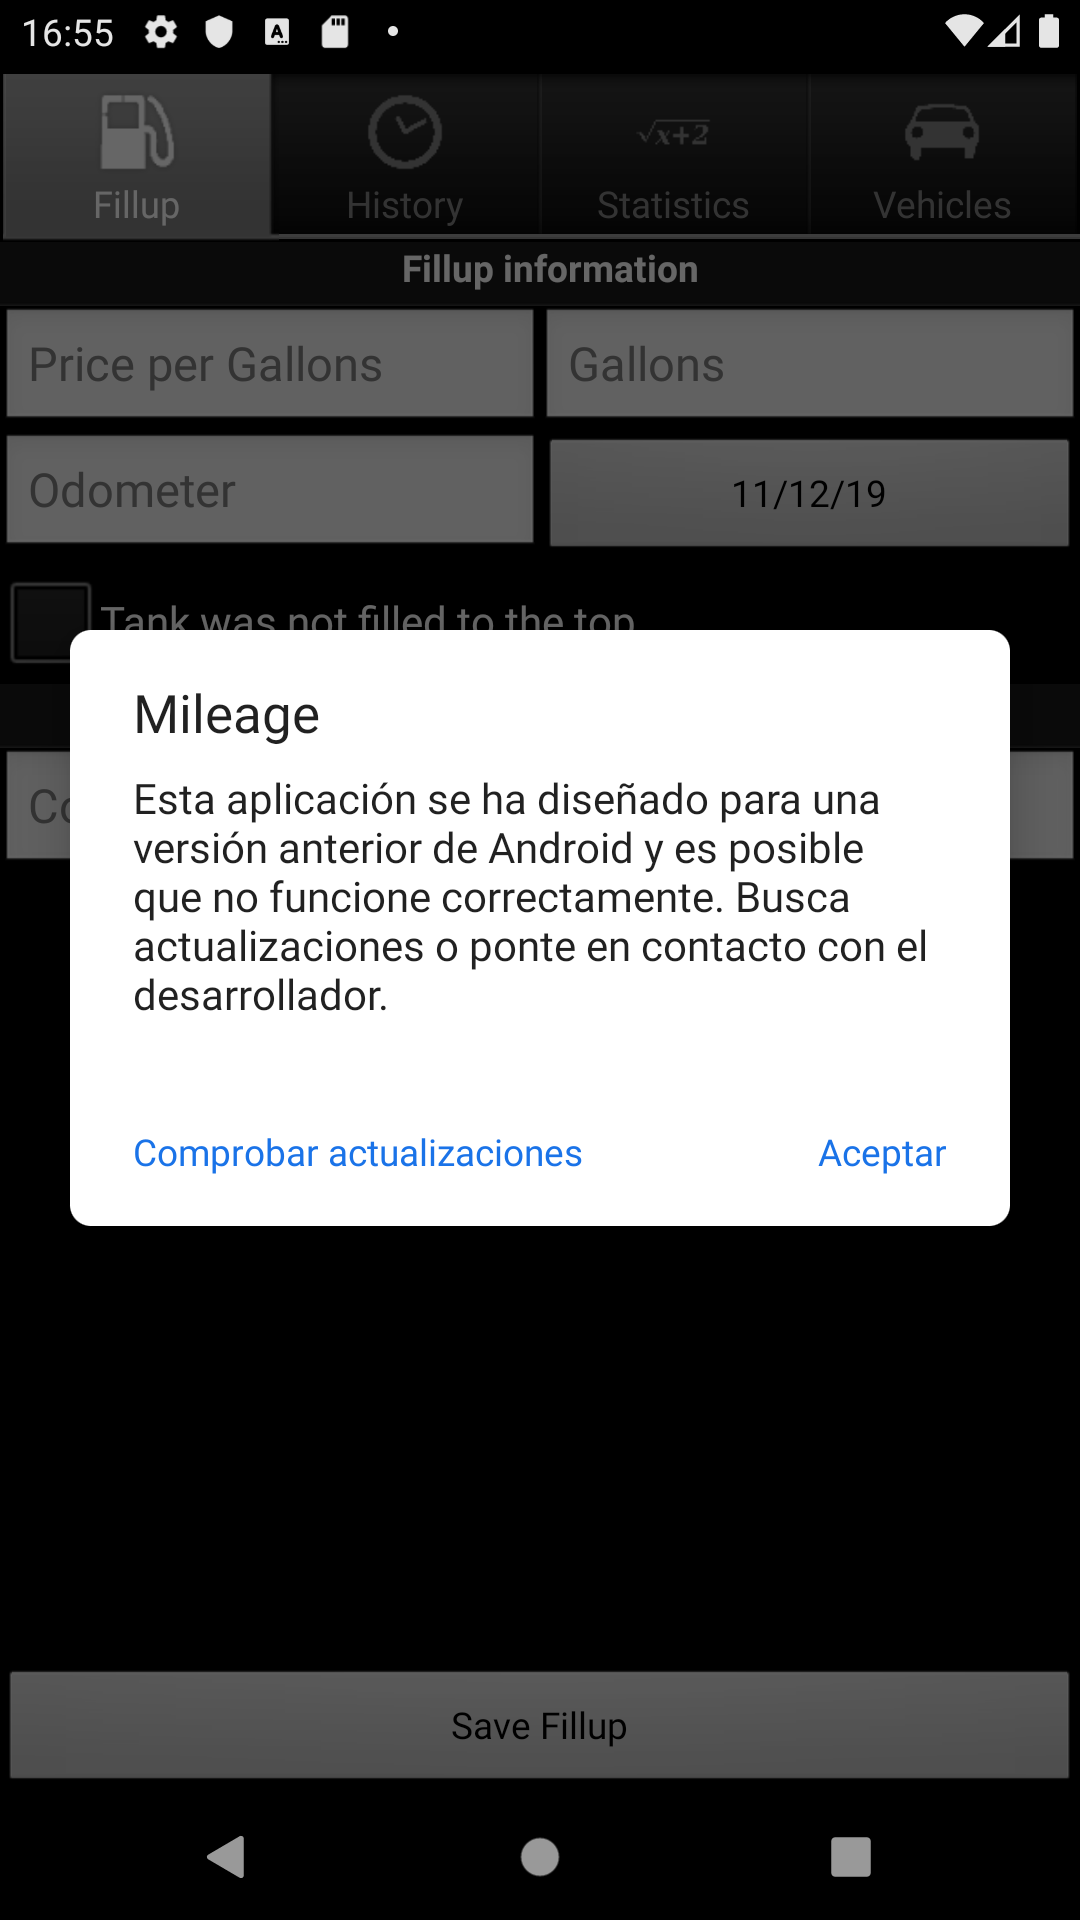 16:55
Fillup
History
√x+2
Statistics
Vehicles
Fillup information
Price per Gallons
Gallons
Odometer
11/12/19
Tank was not filled to the top
Mileage
Esta aplicación se ha diseñado para una
versión anterior de Android y es posible
que no funcione correctamente. Busca
actualizaciones o ponte en contacto con el
desarrollador.
Comprobar actualizaciones
Aceptar
Save Fillup